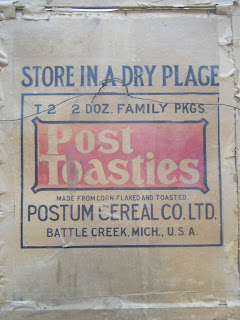 STORE IN A DRY PLACE
T 2 2 DOZ. FAMILY PKGS
Post
Toasties
MADE FROM CORN FLAKED AND TOASTED
POSTUM CEREAL CO. LTD.
BATTLE CREEK, MICH., U.S.A.